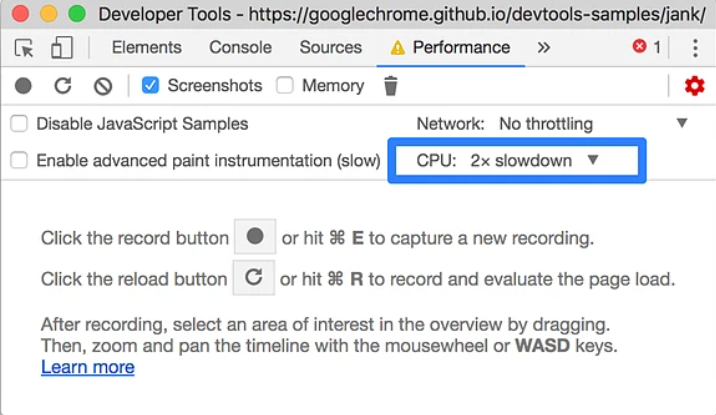 Developer Tools - https://googlechrome.github.io/devtools-samples/jank/
Elements Console Sources Performance » 1
Screenshots Memory
Disable JavaScript Samples Network: No throttling ▼
Enable advanced paint instrumentation (slow) CPU: 2× slowdown ▼
Click the record button or hit ⌘ E to capture a new recording.
Click the reload button or hit ⌘ R to record and evaluate the page load.
After recording, select an area of interest in the overview by dragging.
Then, zoom and pan the timeline with the mousewheel or WASD keys.
Learn more